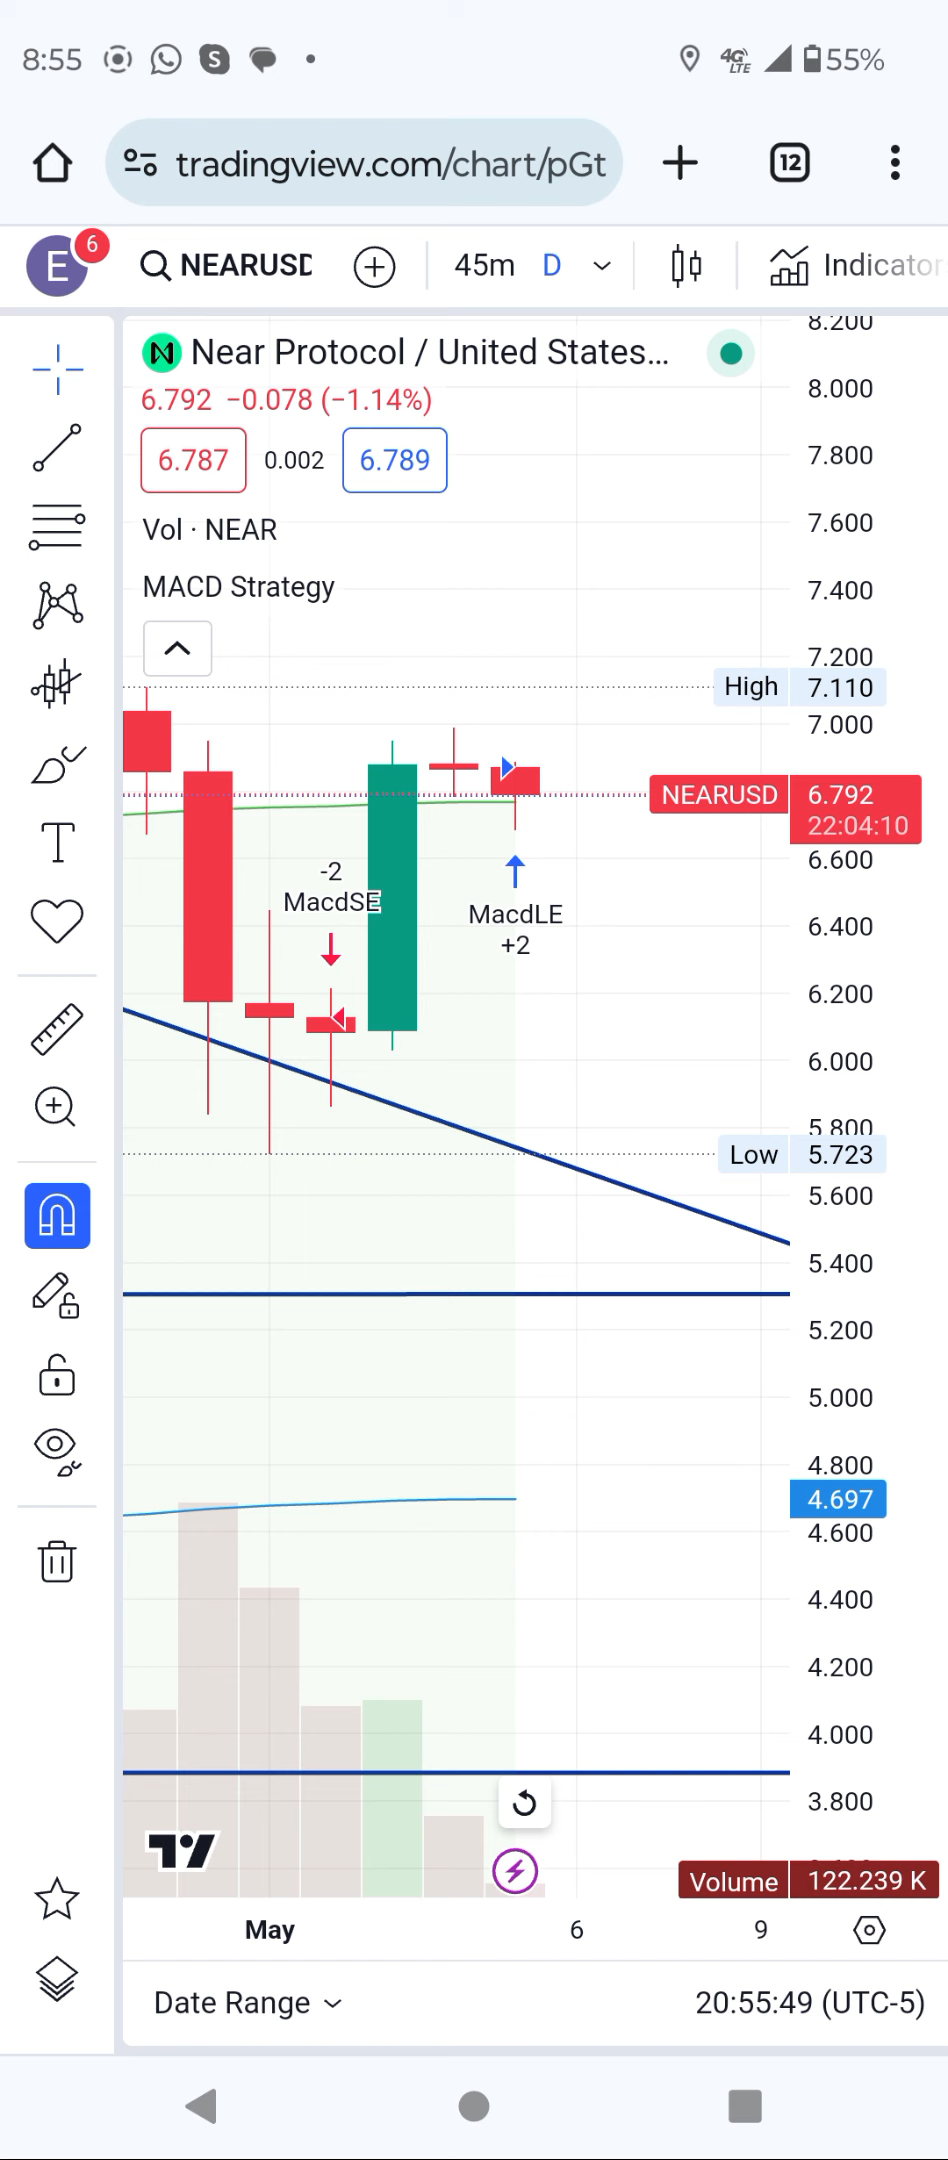 8:55 S 4G LTE 55%
tradingview.com/chart/pGt 12
E 6 NEARUSD 45m D Indicator
8.200
Near Protocol / United States...
6.792 −0.078 (−1.14%)
8.000
6.787 0.002 6.789
7.800
Vol · NEAR
7.600
MACD Strategy
7.400
7.200
High 7.110
7.000
NEARUSD 6.792
22:04:10
6.600
-2
MacdSE
MacdLE
+2
6.400
6.200
6.000
5.800
Low 5.723
5.600
5.400
5.200
5.000
4.800
4.697
4.600
4.400
4.200
4.000
3.800
Volume 122.239 K
May 6 9
Date Range 20:55:49 (UTC-5)